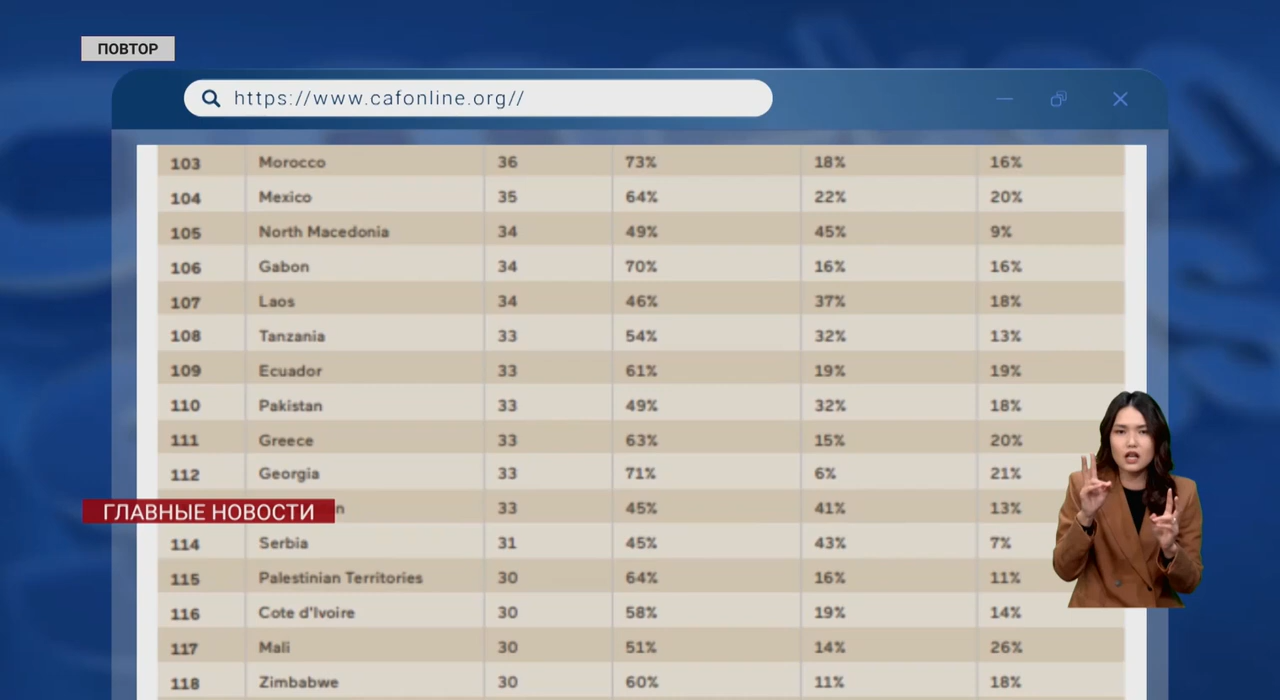 ПОВТОР
https://www.cafonline.org//
103 Morocco 36 73% 18% 16%
104 Mexico 35 64% 22% 20%
105 North Macedonia 34 49% 45% 9%
106 Gabon 34 70% 16% 16%
107 Laos 34 46% 37% 18%
108 Tanzania 33 54% 32% 13%
109 Ecuador 33 61% 19% 19%
110 Pakistan 33 49% 32% 18%
111 Greece 33 63% 15% 20%
112 Georgia 33 71% 6% 21%
ГЛАВНЫЕ НОВОСТИ 33 45% 41% 13%
114 Serbia 31 45% 43% 7%
115 Palestinian Territories 30 64% 16% 11%
116 Cote d'Ivoire 30 58% 19% 14%
117 Mali 30 51% 14% 26%
118 Zimbabwe 30 60% 11% 18%